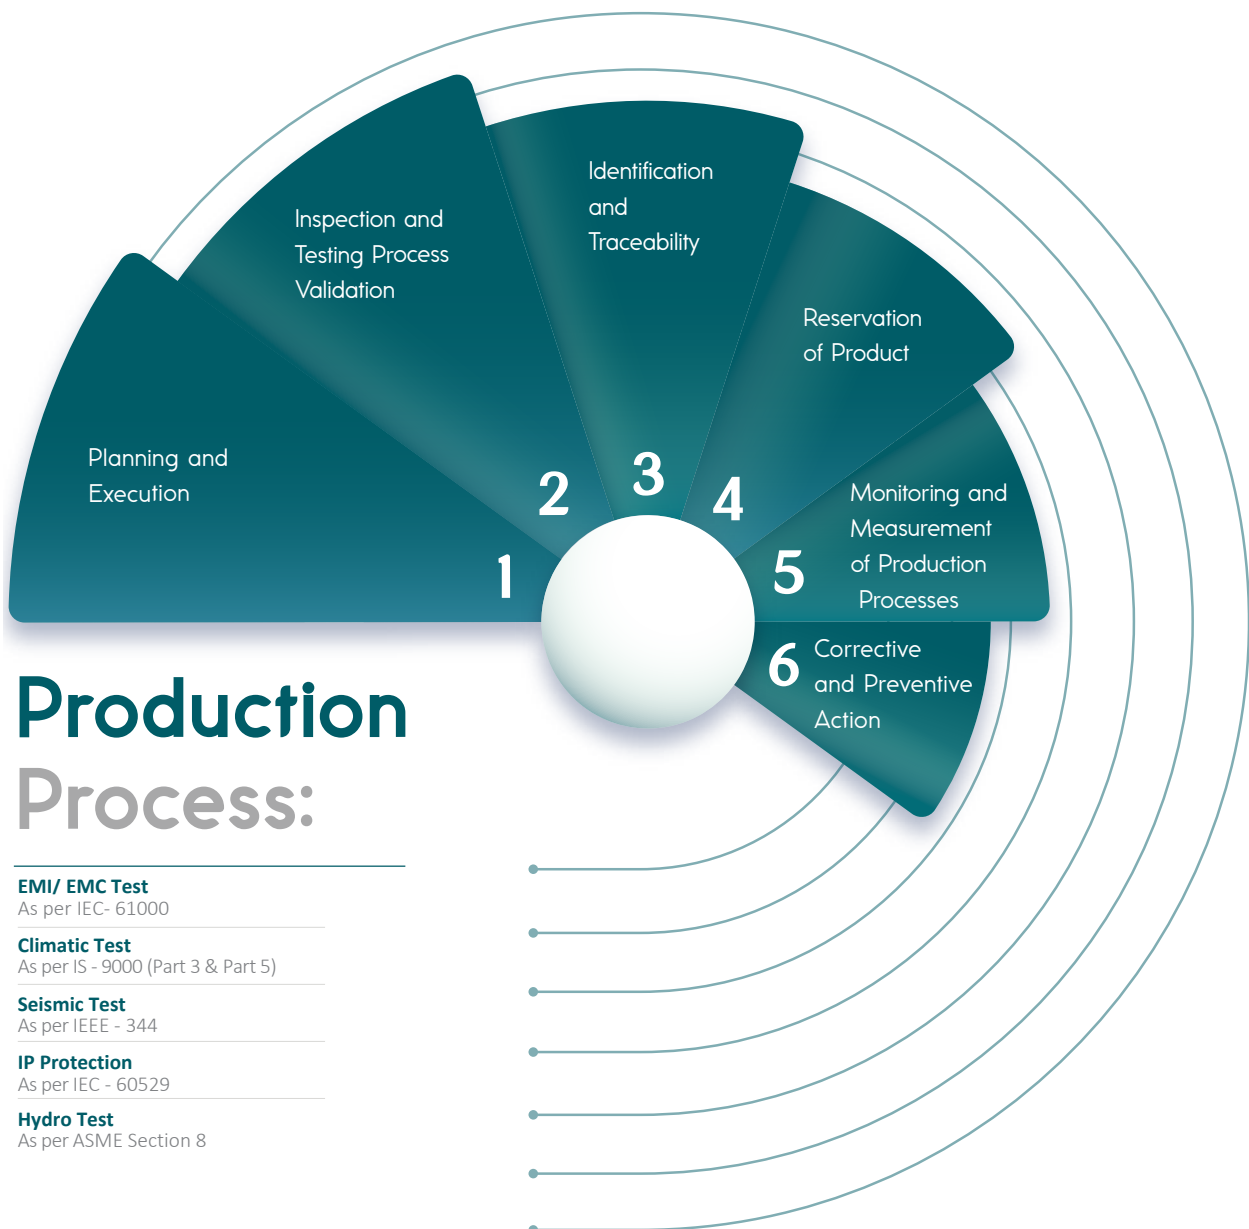 1
Planning and
Execution
2
Inspection and
Testing Process
Validation
3
Identification
and
Traceability
4
Reservation
of Product
5
Monitoring and
Measurement
of Production
Processes
6
Corrective
and Preventive
Action
Production
Process:
EMI/ EMC Test
As per IEC- 61000
Climatic Test
As per IS - 9000 (Part 3 & Part 5)
Seismic Test
As per IEEE - 344
IP Protection
As per IEC - 60529
Hydro Test
As per ASME Section 8